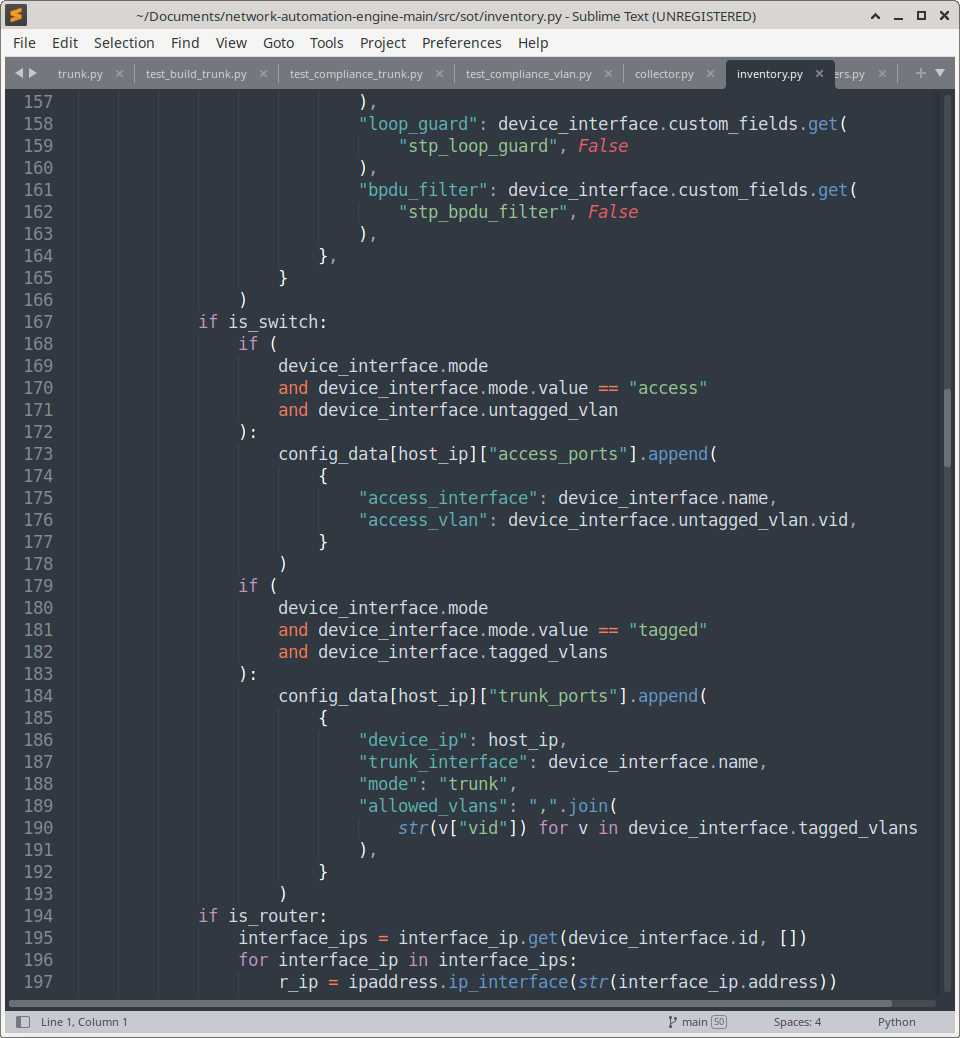 ~/Documents/network-automation-engine-main/src/sot/inventory.py - Sublime Text (UNREGISTERED)
File Edit Selection Find View Goto Tools Project Preferences Help
trunk.py × test_build_trunk.py × test_compliance_trunk.py × test_compliance_vlan.py × collector.py × inventory.py × ers.py ×
157 ),
158 "loop_guard": device_interface.custom_fields.get(
159 "stp_loop_guard", False
160 ),
161 "bpdu_filter": device_interface.custom_fields.get(
162 "stp_bpdu_filter", False
163 ),
164 },
165 }
166 )
167 if is_switch:
168 if (
169 device_interface.mode
170 and device_interface.mode.value == "access"
171 and device_interface.untagged_vlan
172 ):
173 config_data[host_ip]["access_ports"].append(
174 {
175 "access_interface": device_interface.name,
176 "access_vlan": device_interface.untagged_vlan.vid,
177 }
178 )
179 if (
180 device_interface.mode
181 and device_interface.mode.value == "tagged"
182 and device_interface.tagged_vlans
183 ):
184 config_data[host_ip]["trunk_ports"].append(
185 {
186 "device_ip": host_ip,
187 "trunk_interface": device_interface.name,
188 "mode": "trunk",
189 "allowed_vlans": ",".join(
190 str(v["vid"]) for v in device_interface.tagged_vlans
191 ),
192 }
193 )
194 if is_router:
195 interface_ips = interface_ip.get(device_interface.id, [])
196 for interface_ip in interface_ips:
197 r_ip = ipaddress.ip_interface(str(interface_ip.address))
Line 1, Column 1 main 50 Spaces: 4 Python